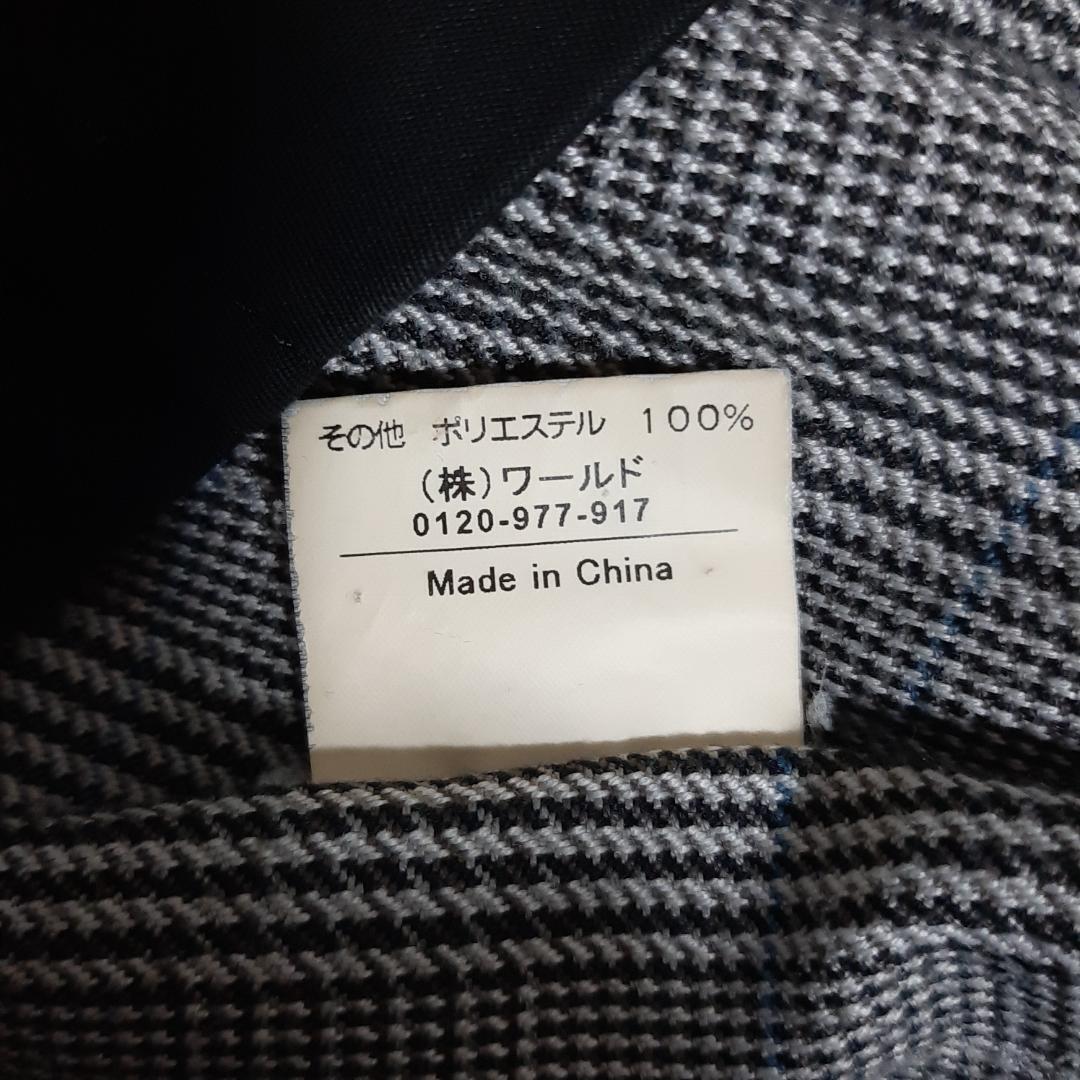 その他 ポリエステル 100%
(株)ワールド
0120-977-917
Made in China